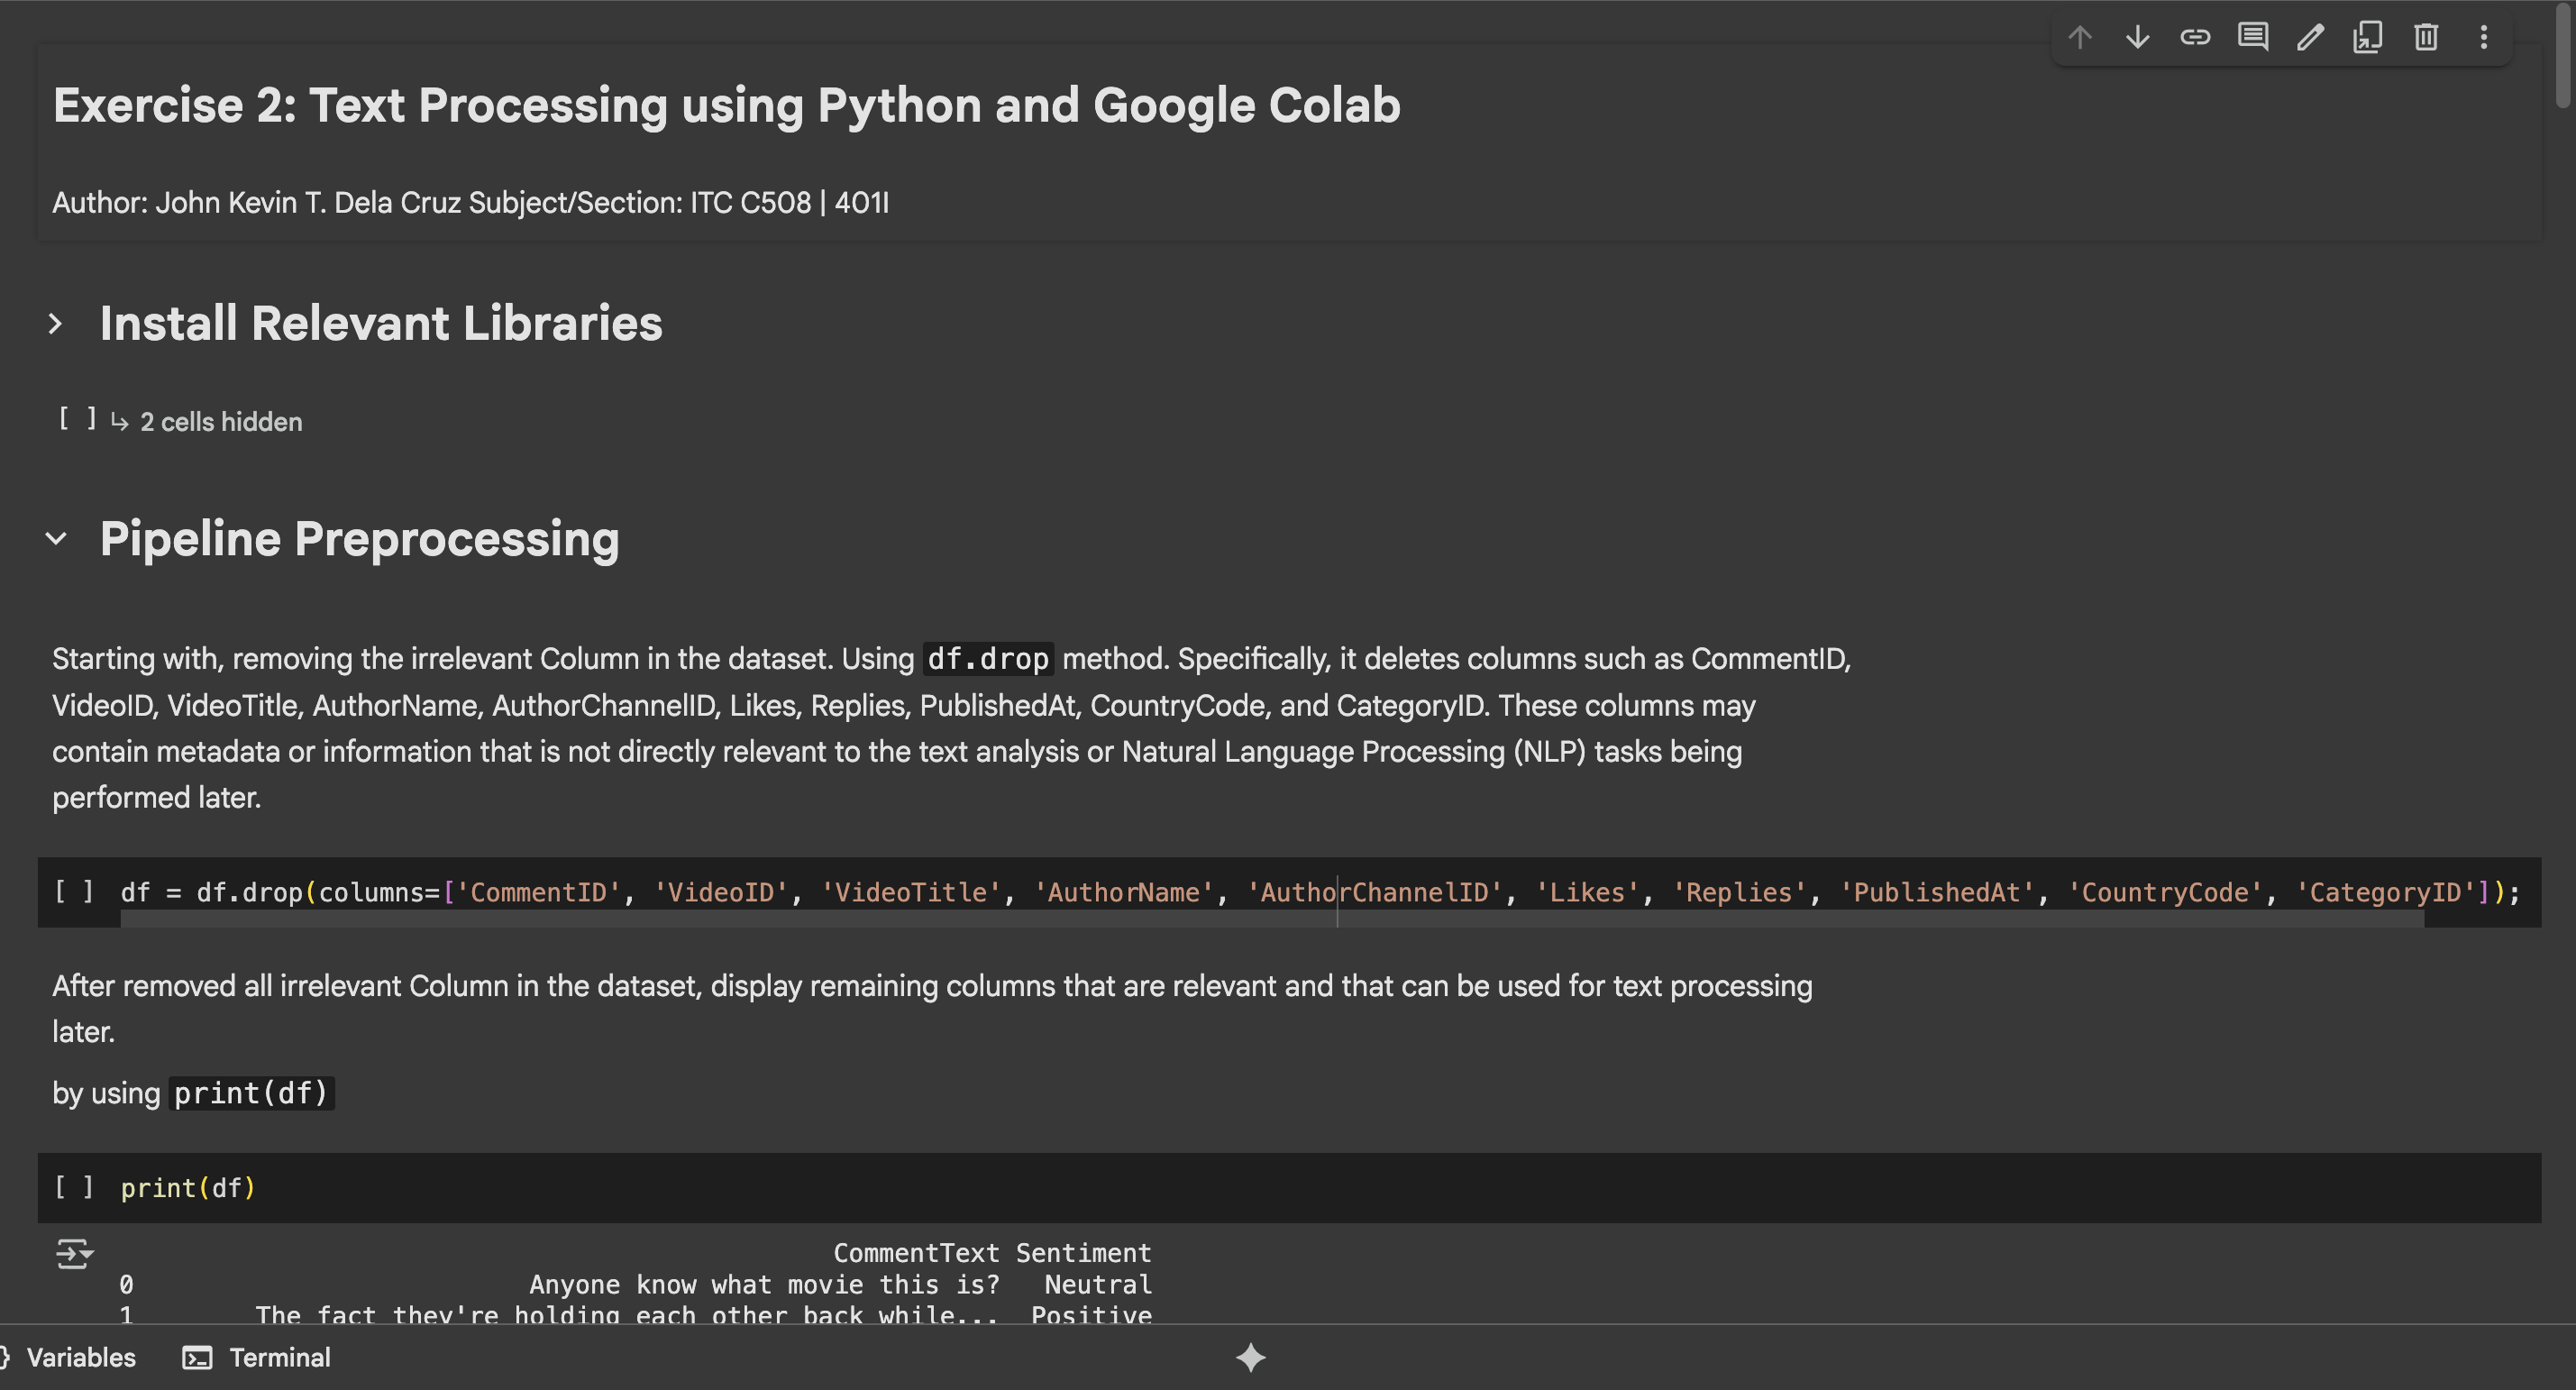 Exercise 2: Text Processing using Python and Google Colab
Author: John Kevin T. Dela Cruz Subject/Section: ITC C508 | 401I
Install Relevant Libraries
[ ] ↳ 2 cells hidden
Pipeline Preprocessing
Starting with, removing the irrelevant Column in the dataset. Using df.drop method. Specifically, it deletes columns such as CommentID,
VideoID, VideoTitle, AuthorName, AuthorChannelID, Likes, Replies, PublishedAt, CountryCode, and CategoryID. These columns may
contain metadata or information that is not directly relevant to the text analysis or Natural Language Processing (NLP) tasks being
performed later.
[ ] df = df.drop(columns=['CommentID', 'VideoID', 'VideoTitle', 'AuthorName', 'AuthorChannelID', 'Likes', 'Replies', 'PublishedAt', 'CountryCode', 'CategoryID']);
After removed all irrelevant Column in the dataset, display remaining columns that are relevant and that can be used for text processing
later.
by using print(df)
[ ] print(df)
CommentText Sentiment
0 Anyone know what movie this is? Neutral
1 The fact they're holding each other back while... Positive
Variables Terminal